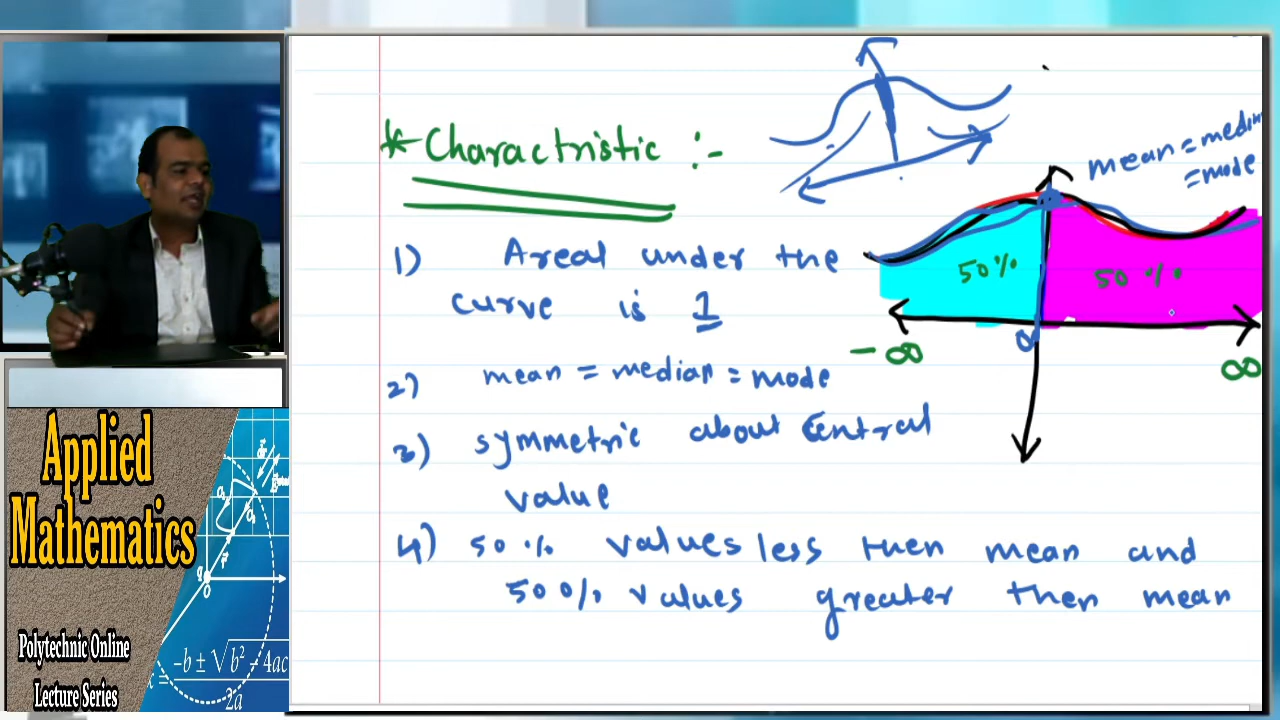 * Charactristic :-
mean = median
= mode
1) Areal under the
curve is 1
50%
50 %
- ∞
∞
2) mean = median = mode
3) symmetric about Central
value
4) 50 % values less then mean and
50% values greater then mean
Applied
Mathematics
Polytechnic Online
Lecture Series
-b ± √b² - 4ac
2a